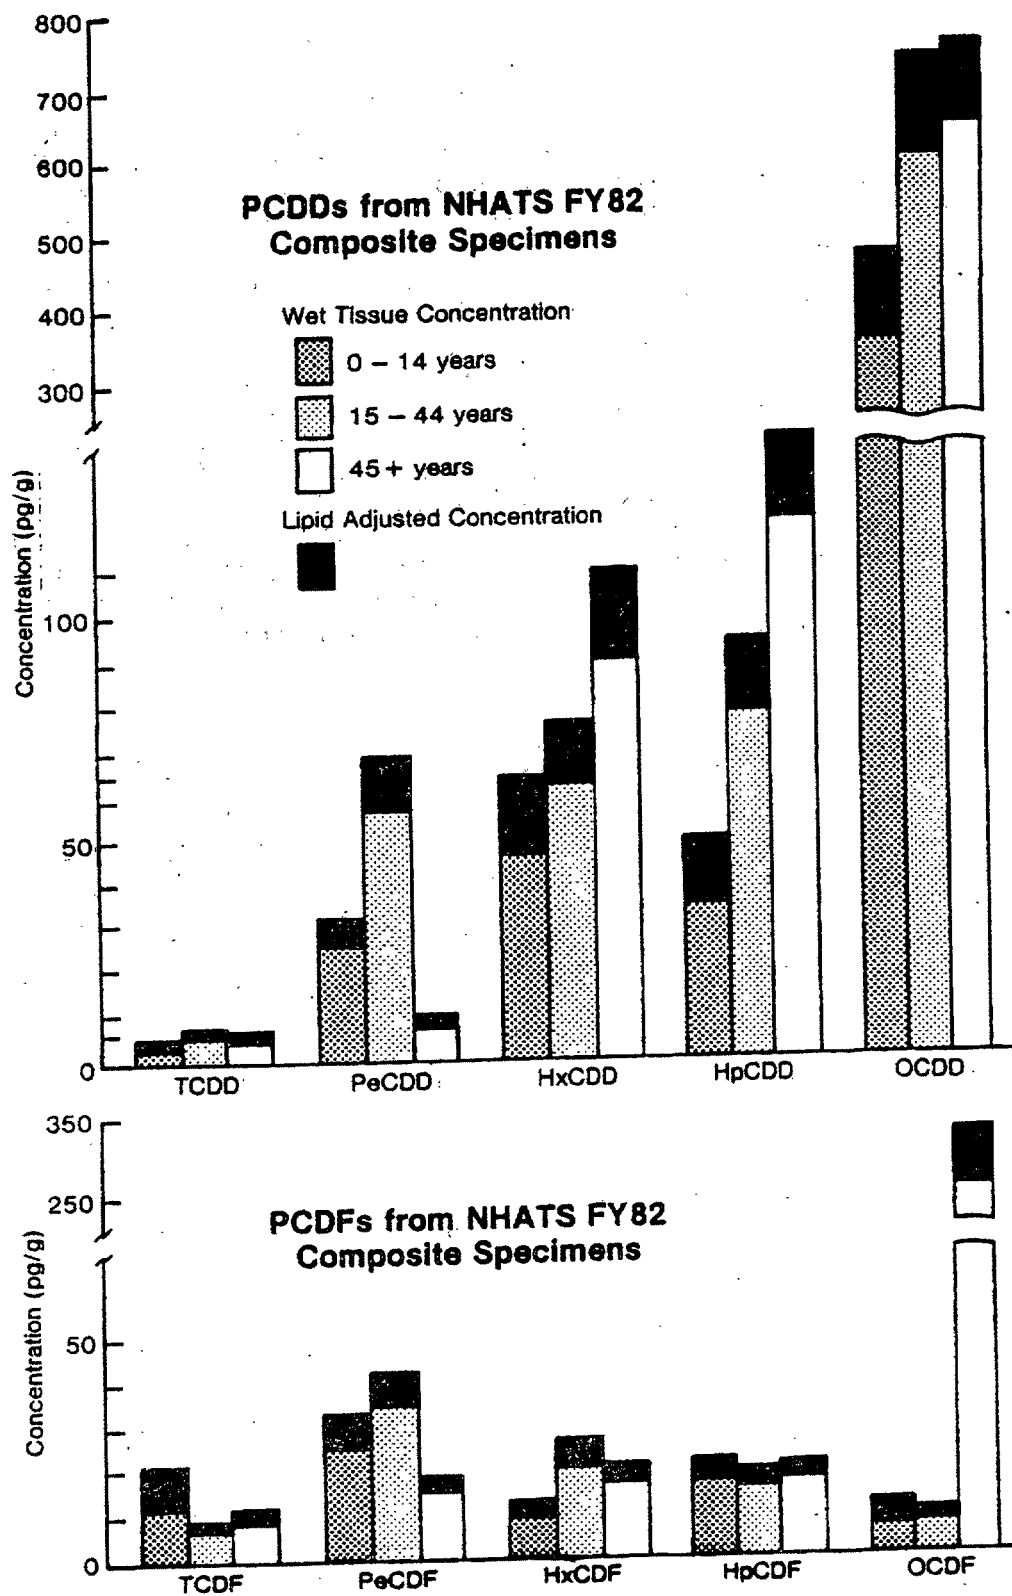 800
700
600
500
400
300
100
50
0
Concentration (pg/g)
PCDDs from NHATS FY82
Composite Specimens
Wet Tissue Concentration
0 – 14 years
15 – 44 years
45+ years
Lipid Adjusted Concentration
TCDD
PeCDD
HxCDD
HpCDD
OCDD
350
250
50
0
Concentration (pg/g)
PCDFs from NHATS FY82
Composite Specimens
TCDF
PeCDF
HxCDF
HpCDF
OCDF